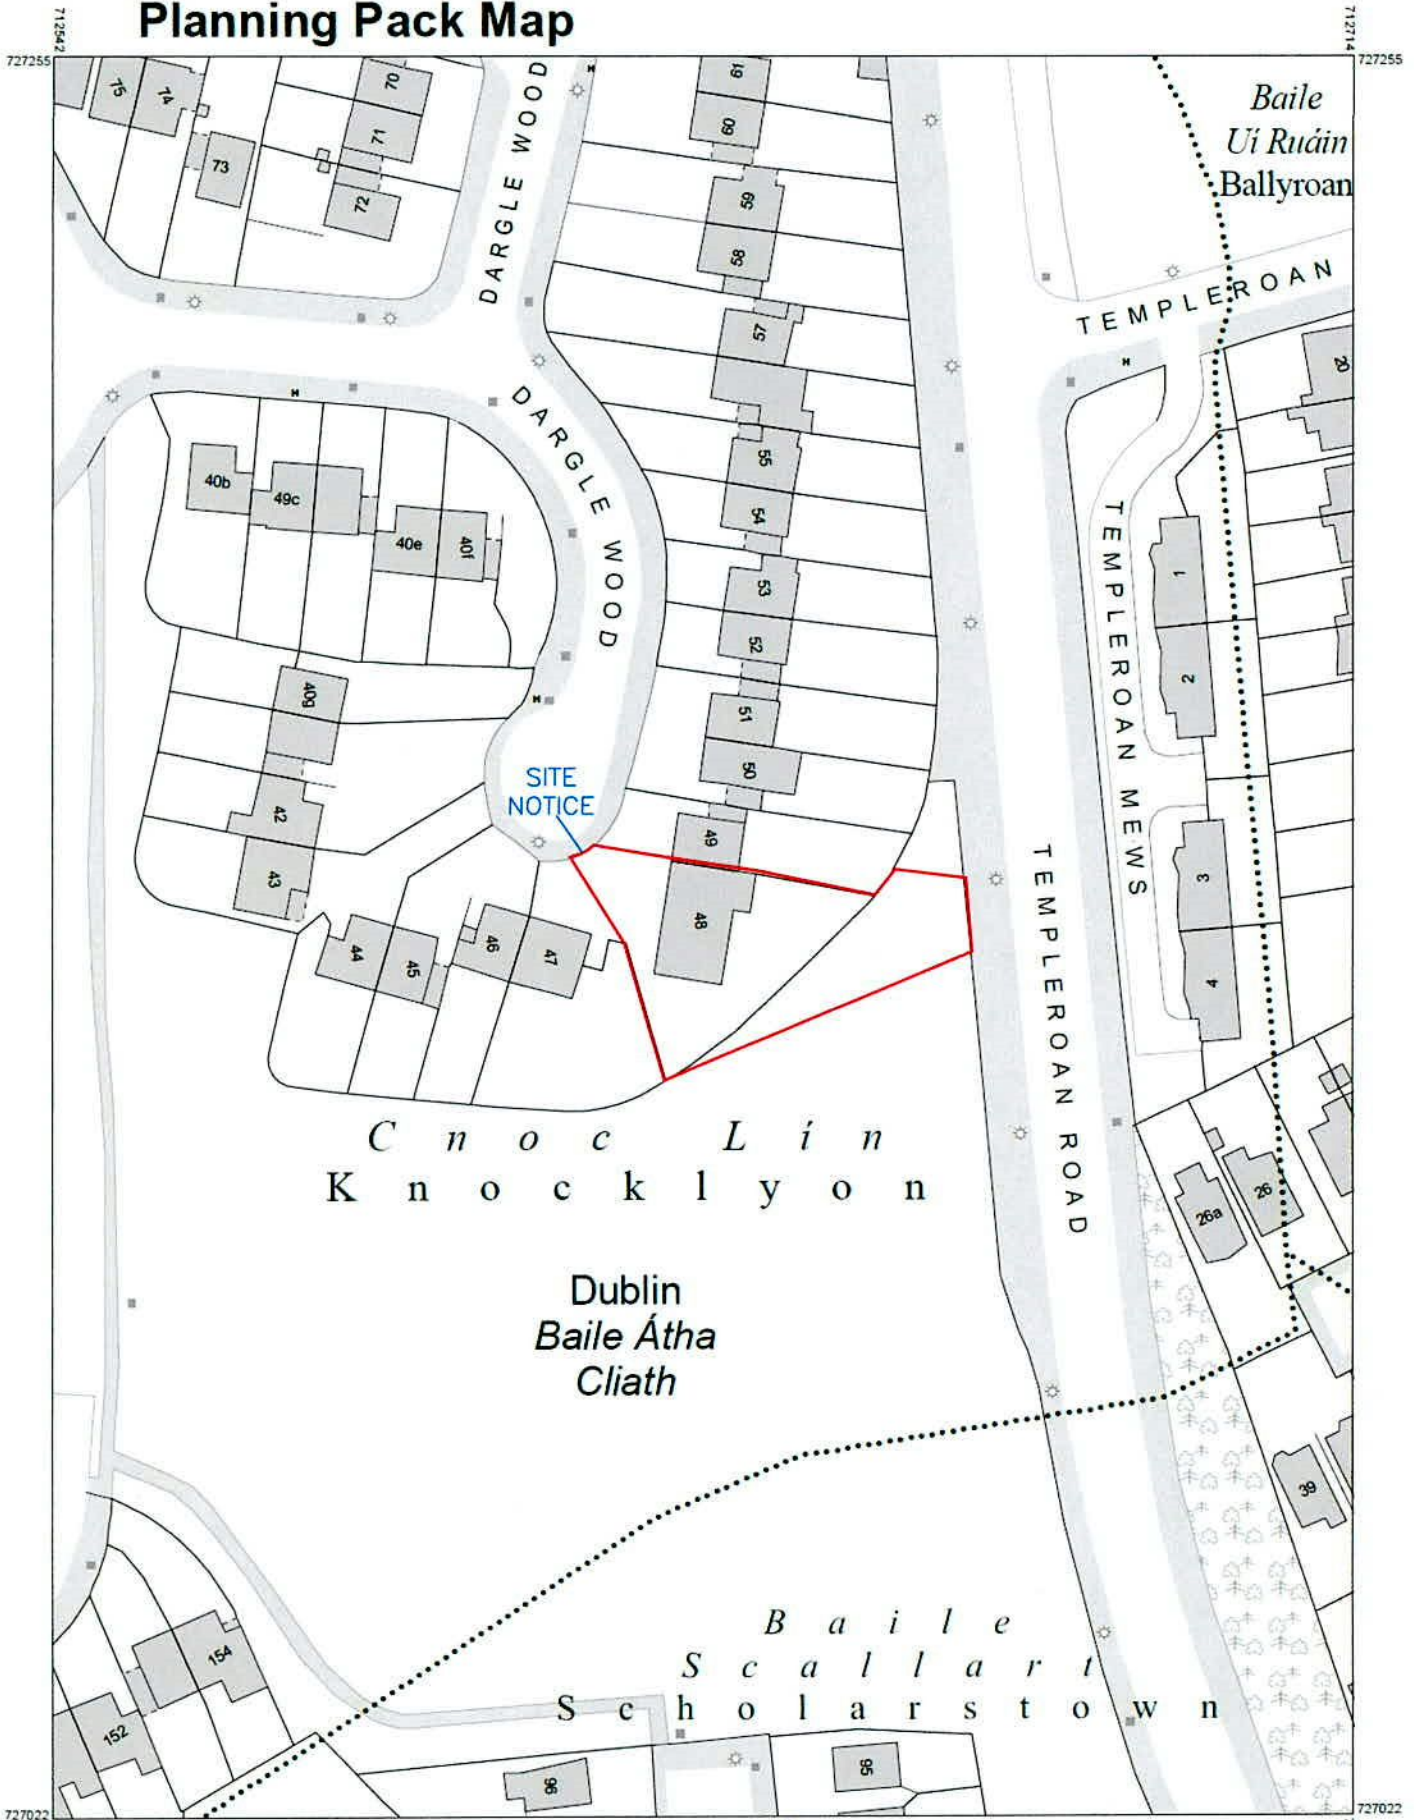 Planning Pack Map
712542
712714
727255
727255
75
74
73
70
71
72
DARGLE WOOD
61
60
59
58
57
55
54
53
52
51
50
49
48
Baile
Uí Ruáin
Ballyroan
TEMPLEROAN
20
DARGLE WOOD
40b
49c
40e
40f
40g
42
43
44
45
46
47
SITE
NOTICE
TEMPLEROAN MEWS
1
2
3
4
TEMPLEROAN ROAD
26a
26
39
Cnoc Lín
Knocklyon
Dublin
Baile Átha
Cliath
Baile
Scallart
Scholarstown
154
152
96
95
727022
727022